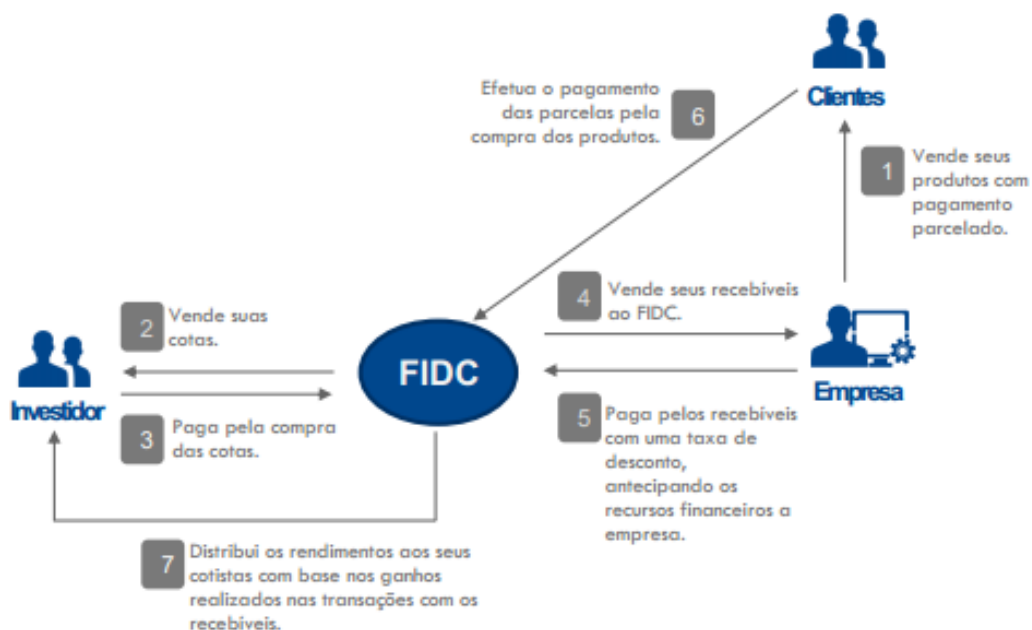 Clientes
Efetua o pagamento
das parcelas pela
compra dos produtos.
6
1
Vende seus
produtos com
pagamento
parcelado.
2
Vende suas
cotas.
4
Vende seus recebíveis
ao FIDC.
Investidor
FIDC
Empresa
3
Paga pela compra
das cotas.
5
Paga pelos recebíveis
com uma taxa de
desconto,
antecipando os
recursos financeiros a
empresa.
7
Distribui os rendimentos aos seus
cotistas com base nos ganhos
realizados nas transações com os
recebíveis.